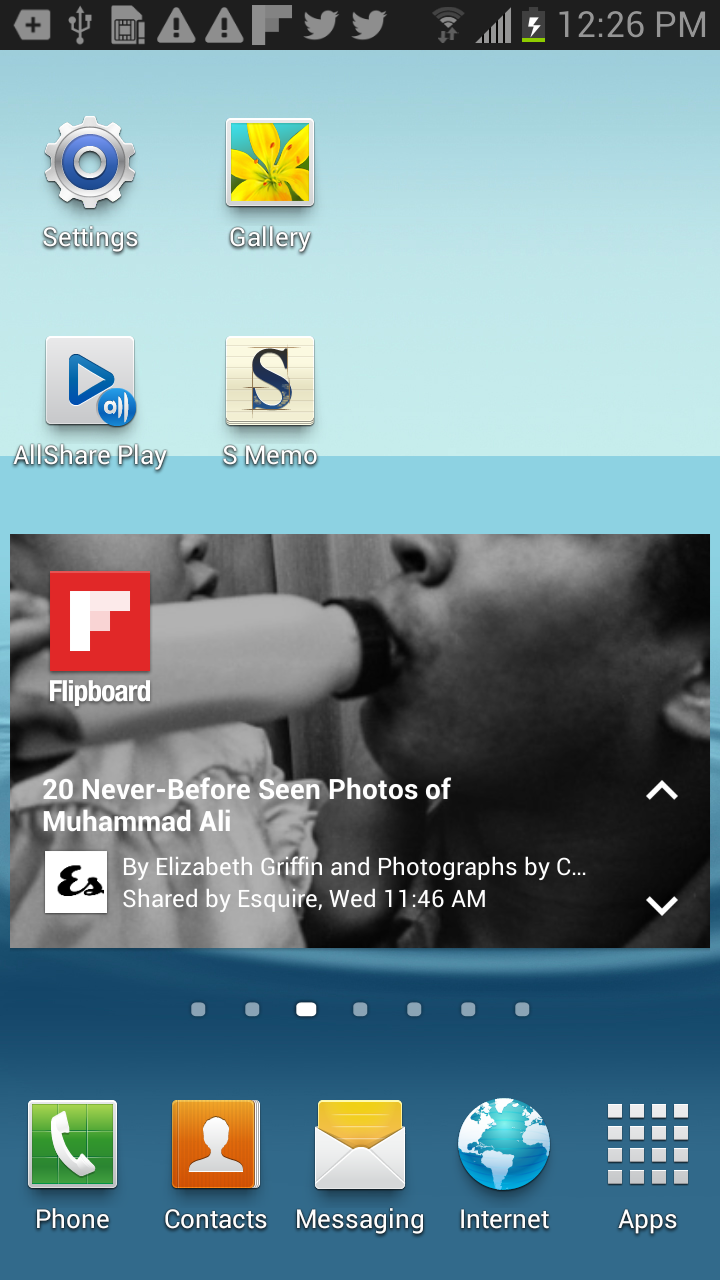 12:26 PM
Settings
Gallery
AllShare Play
S Memo
Flipboard
20 Never-Before Seen Photos of
Muhammad Ali
Es
By Elizabeth Griffin and Photographs by C...
Shared by Esquire, Wed 11:46 AM
Phone
Contacts
Messaging
Internet
Apps